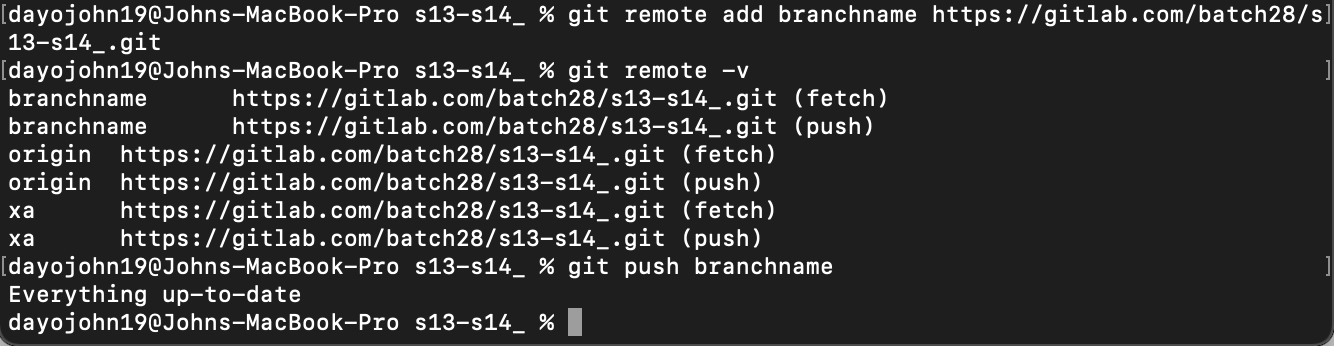 [dayojohn19@Johns-MacBook-Pro s13-s14_ % git remote add branchname https://gitlab.com/batch28/s]
13-s14_.git
[dayojohn19@Johns-MacBook-Pro s13-s14_ % git remote -v ]
branchname https://gitlab.com/batch28/s13-s14_.git (fetch)
branchname https://gitlab.com/batch28/s13-s14_.git (push)
origin https://gitlab.com/batch28/s13-s14_.git (fetch)
origin https://gitlab.com/batch28/s13-s14_.git (push)
xa https://gitlab.com/batch28/s13-s14_.git (fetch)
xa https://gitlab.com/batch28/s13-s14_.git (push)
[dayojohn19@Johns-MacBook-Pro s13-s14_ % git push branchname ]
Everything up-to-date
dayojohn19@Johns-MacBook-Pro s13-s14_ %